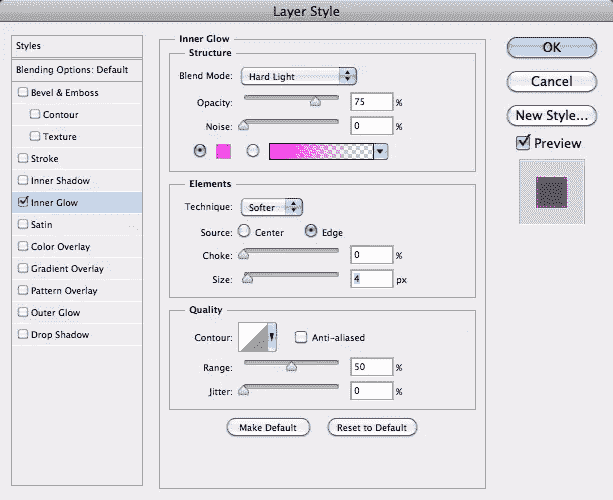 Layer Style
Styles
Blending Options: Default
Bevel & Emboss
Contour
Texture
Stroke
Inner Shadow
Inner Glow
Satin
Color Overlay
Gradient Overlay
Pattern Overlay
Outer Glow
Drop Shadow
Inner Glow
Structure
Blend Mode: Hard Light
Opacity: 75 %
Noise: 0 %
Elements
Technique: Softer
Source: Center Edge
Choke: 0 %
Size: 4 px
Quality
Contour: Anti-aliased
Range: 50 %
Jitter: 0 %
Make Default Reset to Default
OK
Cancel
New Style...
Preview